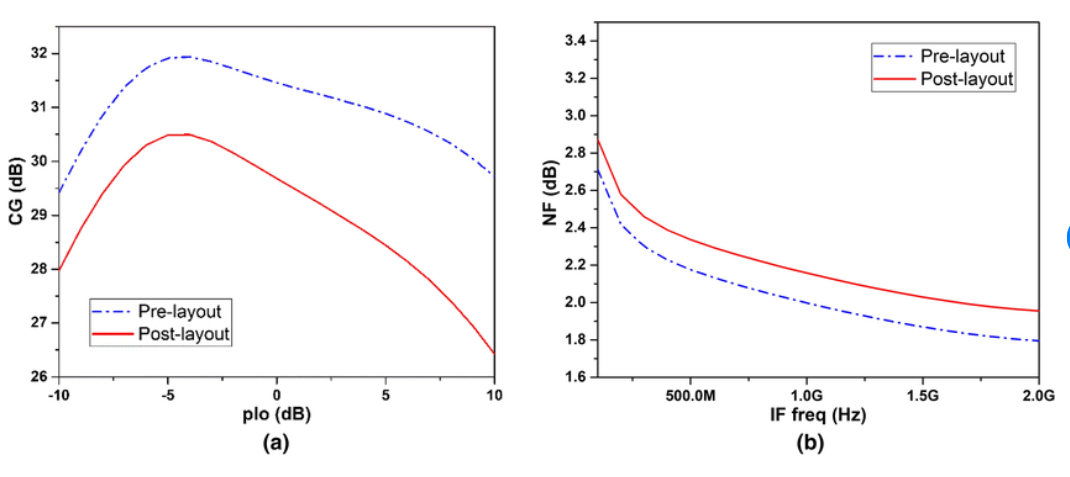 32
31
30
29
28
27
26
CG (dB)
Pre-layout
Post-layout
-10 -5 0 5 10
plo (dB)
(a)
3.4
3.2
3.0
2.8
2.6
2.4
2.2
2.0
1.8
1.6
NF (dB)
Pre-layout
Post-layout
500.0M 1.0G 1.5G 2.0G
IF freq (Hz)
(b)